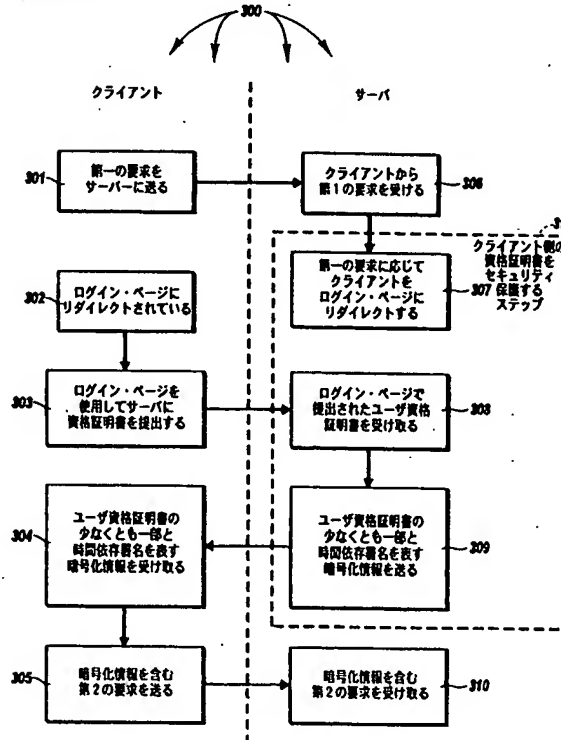 300
クライアント
サーバ
301
第一の要求を
サーバーに送る
クライアントから
第1の要求を受ける
306
クライアント側の
資格証明書を
セキュリティ
保護する
ステップ
第一の要求に応じて
クライアントを
ログイン・ページに
リダイレクトする
307
302
ログイン・ページに
リダイレクトされている
303
ログイン・ページを
使用してサーバに
資格証明書を提出する
ログイン・ページで
提出されたユーザ資格
証明書を受け取る
308
304
ユーザ資格証明書の
少なくとも一部と
時間依存署名を表す
暗号化情報を受け取る
ユーザ資格証明書の
少なくとも一部と
時間依存署名を表す
暗号化情報を送る
309
305
暗号化情報を含む
第2の要求を送る
暗号化情報を含む
第2の要求を受け取る
310